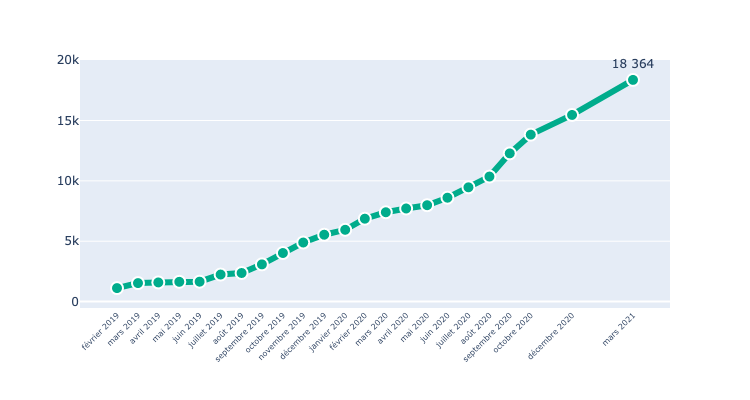 20k
18 364
15k
10k
5k
0
février 2019
mars 2019
avril 2019
mai 2019
juin 2019
juillet 2019
août 2019
septembre 2019
octobre 2019
novembre 2019
décembre 2019
janvier 2020
février 2020
mars 2020
avril 2020
mai 2020
juin 2020
juillet 2020
août 2020
septembre 2020
octobre 2020
décembre 2020
mars 2021